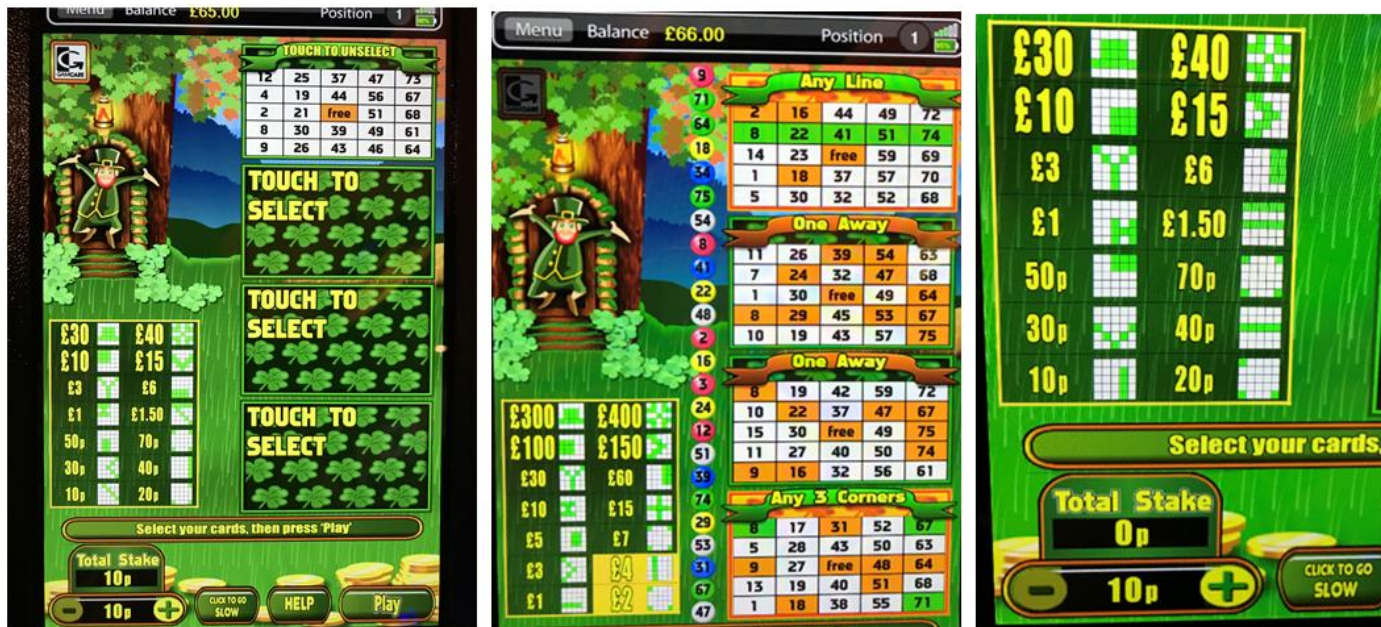 Menu Balance £65.00 Position 1
GAMCARE
TOUCH TO UNSELECT
12 25 37 47 73
4 19 44 56 67
2 21 free 51 68
8 30 39 49 61
9 26 43 46 64
TOUCH TO
SELECT
TOUCH TO
SELECT
TOUCH TO
SELECT
£30 £40
£10 £15
£3 £6
£1 £1.50
50p 70p
30p 40p
10p 20p
Select your cards, then press 'Play'
Total Stake
10p
- 10p +
CLICK TO GO
SLOW
HELP
Play
Menu Balance £66.00 Position 1
9
71
64
18
34
75
54
8
41
22
48
2
16
3
24
12
51
39
74
29
53
31
67
47
Any Line
2 16 44 49 72
8 22 41 51 74
14 23 free 59 69
1 18 37 57 70
5 30 32 52 68
One Away
11 26 39 54 63
7 24 32 47 68
1 30 free 49 64
8 29 45 53 67
10 19 43 57 75
One Away
8 19 42 59 72
10 22 37 47 67
15 30 free 49 75
11 27 40 50 74
9 16 32 56 61
Any 3 Corners
8 17 31 52 67
5 28 43 50 63
9 27 free 48 64
13 19 40 51 68
1 18 38 55 71
£300 £400
£100 £150
£30 £60
£10 £15
£5 £7
£3 £4
£1 £2
£30 £40
£10 £15
£3 £6
£1 £1.50
50p 70p
30p 40p
10p 20p
Select your cards,
Total Stake
0p
- 10p +
CLICK TO GO
SLOW